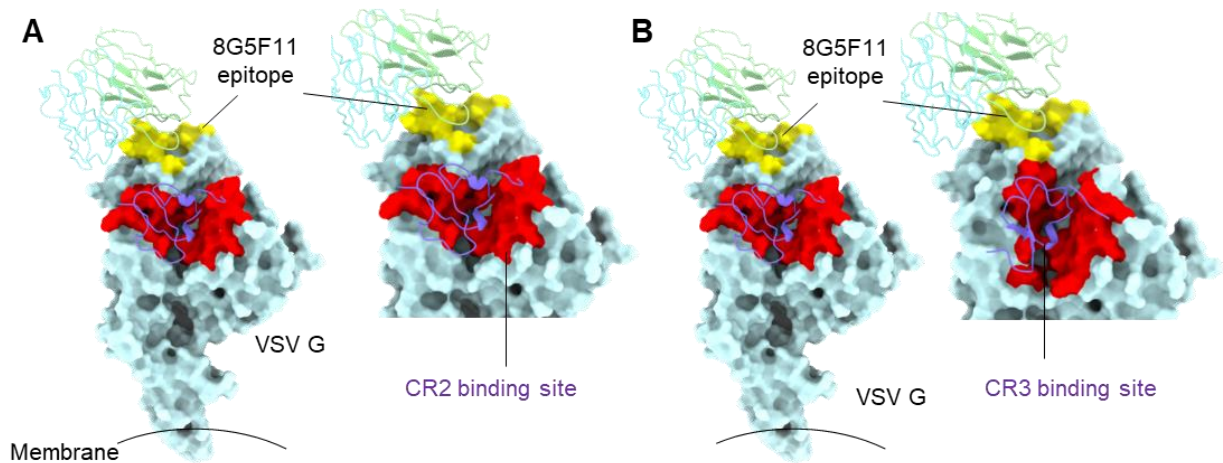 A
8G5F11
epitope
VSV G
CR2 binding site
Membrane
B
8G5F11
epitope
VSV G
CR3 binding site